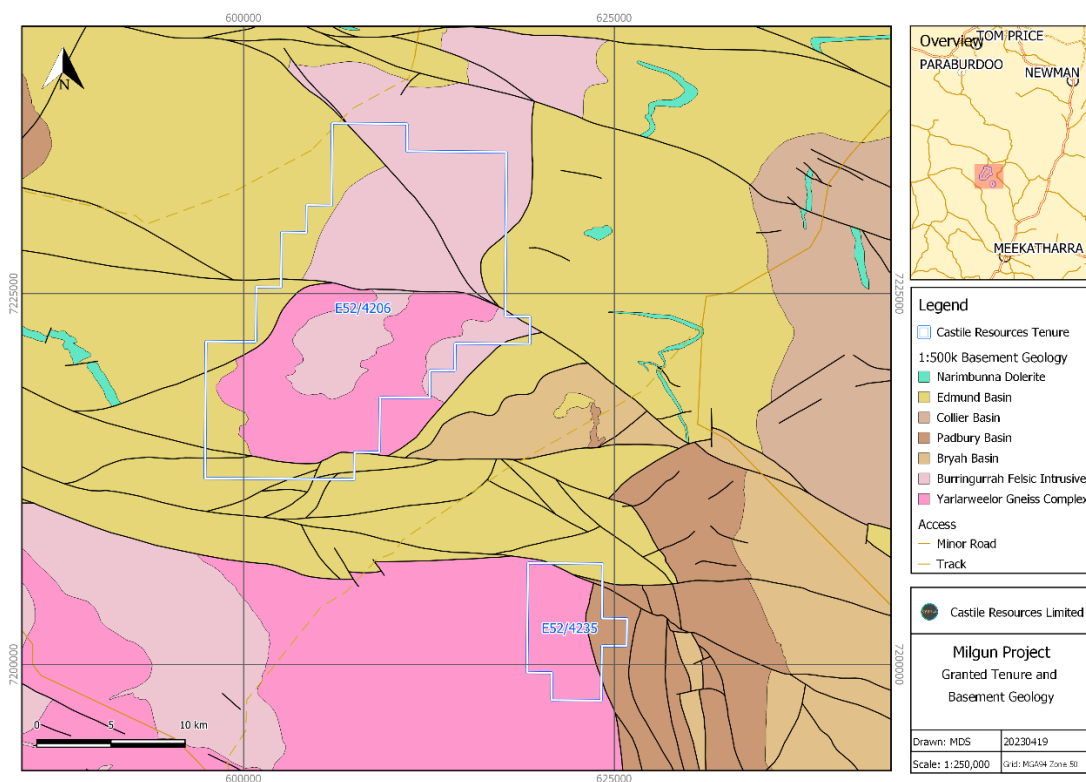 600000
625000
N
7225000
7225000
E52/4206
E52/4235
7200000
7200000
0
5
10 km
600000
625000
Overview
TOM PRICE
PARABURDOO
NEWMAN
MEEKATHARRA
Legend
Castile Resources Tenure
1:500k Basement Geology
Narimbunna Dolerite
Edmund Basin
Collier Basin
Padbury Basin
Bryah Basin
Burringurrah Felsic Intrusive
Yarlarweelor Gneiss Complex
Access
Minor Road
Track
Castile Resources Limited
Milgun Project
Granted Tenure and
Basement Geology
Drawn: MDS
20230419
Scale: 1:250,000
Grid: MGA94 Zone 50